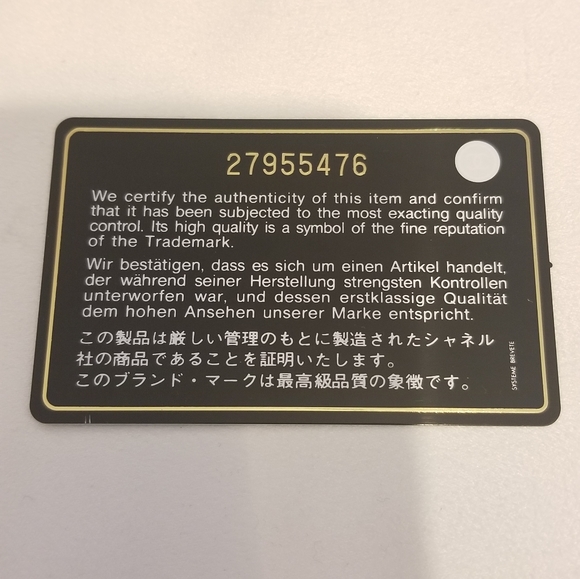 27955476
We certify the authenticity of this item and confirm
that it has been subjected to the most exacting quality
control. Its high quality is a symbol of the fine reputation
of the Trademark.
Wir bestätigen, dass es sich um einen Artikel handelt,
der während seiner Herstellung strengsten Kontrollen
unterworfen war, und dessen erstklassige Qualität
dem hohen Ansehen unserer Marke entspricht.
この製品は厳しい管理のもとに製造されたシャネル
社の商品であることを証明いたします。
このブランド・マークは最高級品質の象徴です。
SYSTEME BREVETE